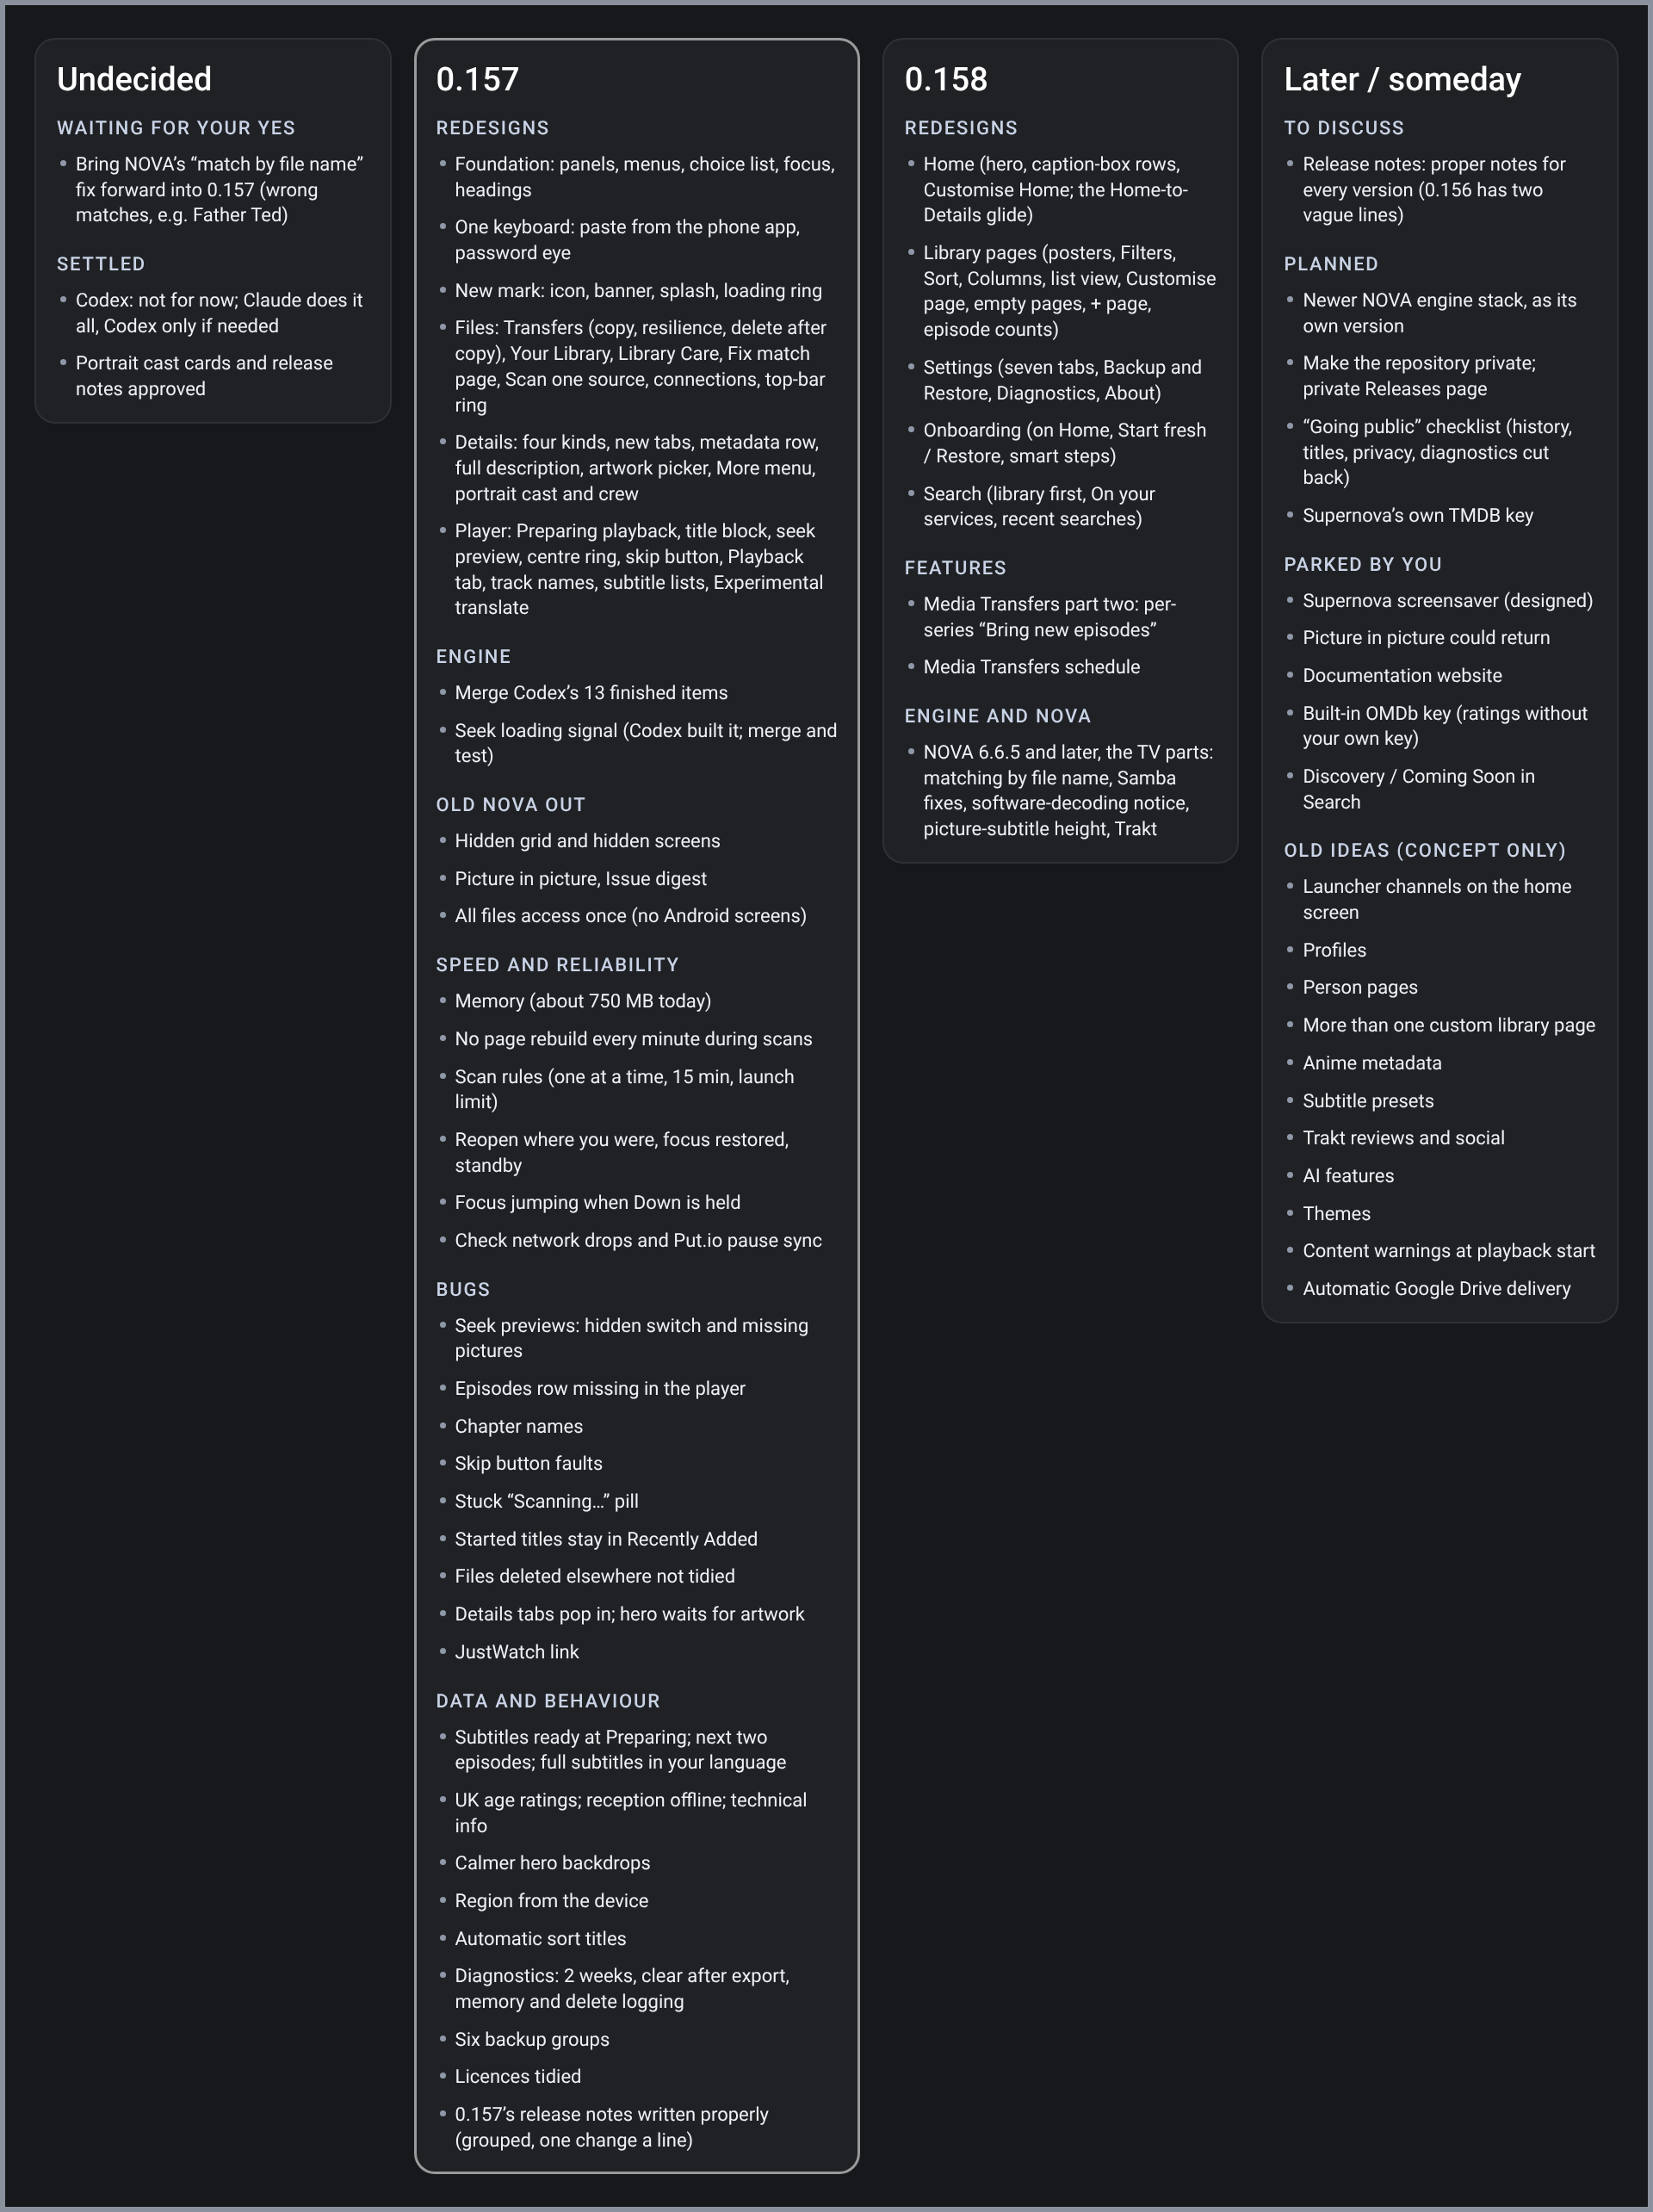 Undecided
WAITING FOR YOUR YES
• Bring NOVA’s “match by file name”
fix forward into 0.157 (wrong
matches, e.g. Father Ted)
SETTLED
• Codex: not for now; Claude does it
all, Codex only if needed
• Portrait cast cards and release
notes approved
0.157
REDESIGNS
• Foundation: panels, menus, choice list, focus,
headings
• One keyboard: paste from the phone app,
password eye
• New mark: icon, banner, splash, loading ring
• Files: Transfers (copy, resilience, delete after
copy), Your Library, Library Care, Fix match
page, Scan one source, connections, top-bar
ring
• Details: four kinds, new tabs, metadata row,
full description, artwork picker, More menu,
portrait cast and crew
• Player: Preparing playback, title block, seek
preview, centre ring, skip button, Playback
tab, track names, subtitle lists, Experimental
translate
ENGINE
• Merge Codex’s 13 finished items
• Seek loading signal (Codex built it; merge and
test)
OLD NOVA OUT
• Hidden grid and hidden screens
• Picture in picture, Issue digest
• All files access once (no Android screens)
SPEED AND RELIABILITY
• Memory (about 750 MB today)
• No page rebuild every minute during scans
• Scan rules (one at a time, 15 min, launch
limit)
• Reopen where you were, focus restored,
standby
• Focus jumping when Down is held
• Check network drops and Put.io pause sync
BUGS
• Seek previews: hidden switch and missing
pictures
• Episodes row missing in the player
• Chapter names
• Skip button faults
• Stuck “Scanning…” pill
• Started titles stay in Recently Added
• Files deleted elsewhere not tidied
• Details tabs pop in; hero waits for artwork
• JustWatch link
DATA AND BEHAVIOUR
• Subtitles ready at Preparing; next two
episodes; full subtitles in your language
• UK age ratings; reception offline; technical
info
• Calmer hero backdrops
• Region from the device
• Automatic sort titles
• Diagnostics: 2 weeks, clear after export,
memory and delete logging
• Six backup groups
• Licences tidied
• 0.157’s release notes written properly
(grouped, one change a line)
0.158
REDESIGNS
• Home (hero, caption-box rows,
Customise Home; the Home-to-
Details glide)
• Library pages (posters, Filters,
Sort, Columns, list view, Customise
page, empty pages, + page,
episode counts)
• Settings (seven tabs, Backup and
Restore, Diagnostics, About)
• Onboarding (on Home, Start fresh
/ Restore, smart steps)
• Search (library first, On your
services, recent searches)
FEATURES
• Media Transfers part two: per-
series “Bring new episodes”
• Media Transfers schedule
ENGINE AND NOVA
• NOVA 6.6.5 and later, the TV parts:
matching by file name, Samba
fixes, software-decoding notice,
picture-subtitle height, Trakt
Later / someday
TO DISCUSS
• Release notes: proper notes for
every version (0.156 has two
vague lines)
PLANNED
• Newer NOVA engine stack, as its
own version
• Make the repository private;
private Releases page
• “Going public” checklist (history,
titles, privacy, diagnostics cut
back)
• Supernova’s own TMDB key
PARKED BY YOU
• Supernova screensaver (designed)
• Picture in picture could return
• Documentation website
• Built-in OMDb key (ratings without
your own key)
• Discovery / Coming Soon in
Search
OLD IDEAS (CONCEPT ONLY)
• Launcher channels on the home
screen
• Profiles
• Person pages
• More than one custom library page
• Anime metadata
• Subtitle presets
• Trakt reviews and social
• AI features
• Themes
• Content warnings at playback start
• Automatic Google Drive delivery